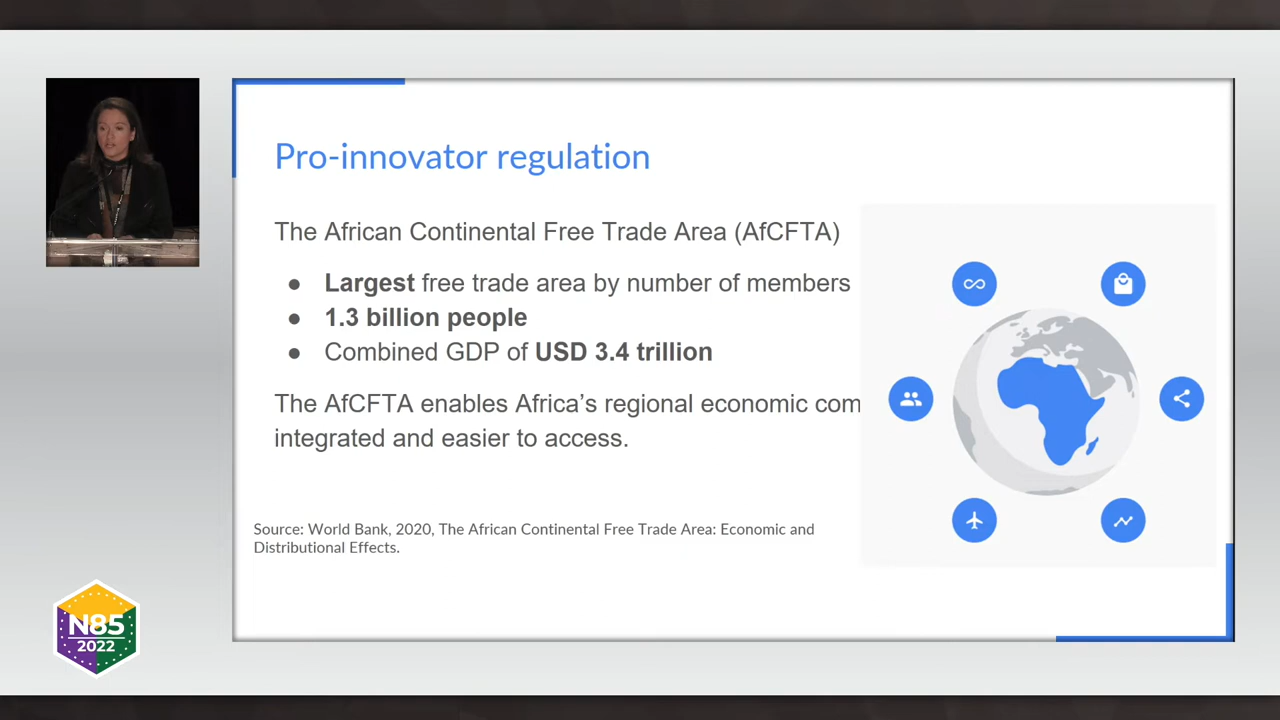 Pro-innovator regulation
The African Continental Free Trade Area (AfCFTA)
● Largest free trade area by number of members
● 1.3 billion people
● Combined GDP of USD 3.4 trillion
The AfCFTA enables Africa’s regional economic com
integrated and easier to access.
Source: World Bank, 2020, The African Continental Free Trade Area: Economic and
Distributional Effects.
N85
2022